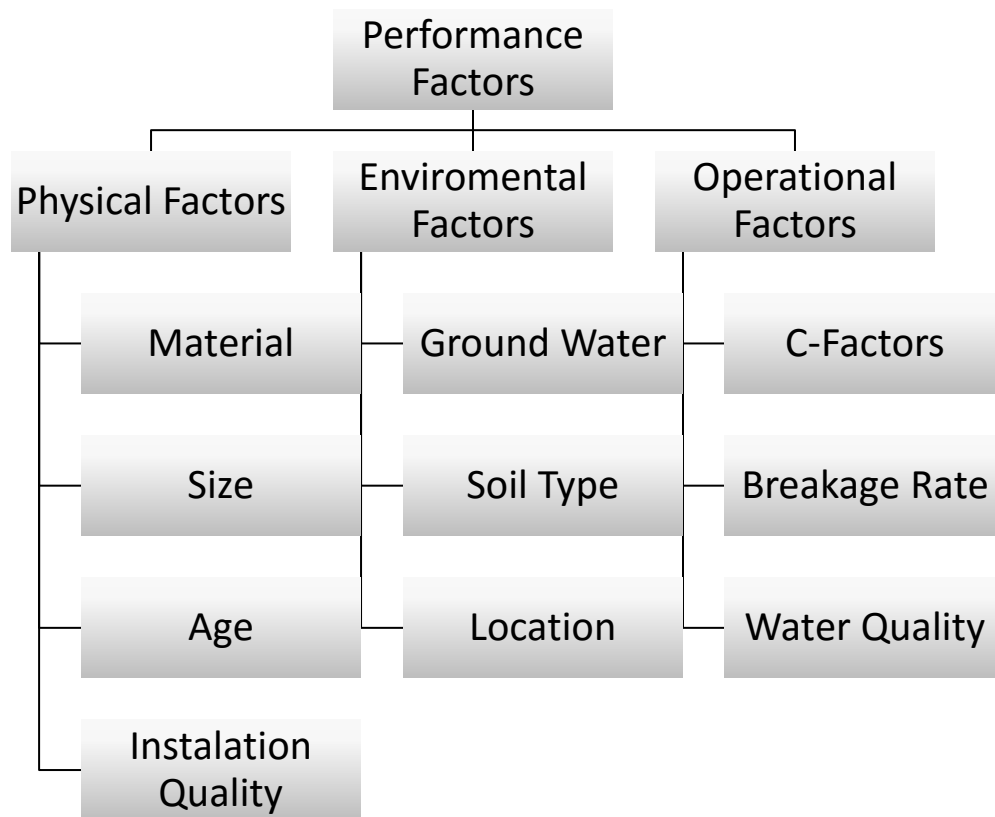 Performance
Factors
Physical Factors
Enviromental
Factors
Operational
Factors
Material
Ground Water
C-Factors
Size
Soil Type
Breakage Rate
Age
Location
Water Quality
Instalation
Quality